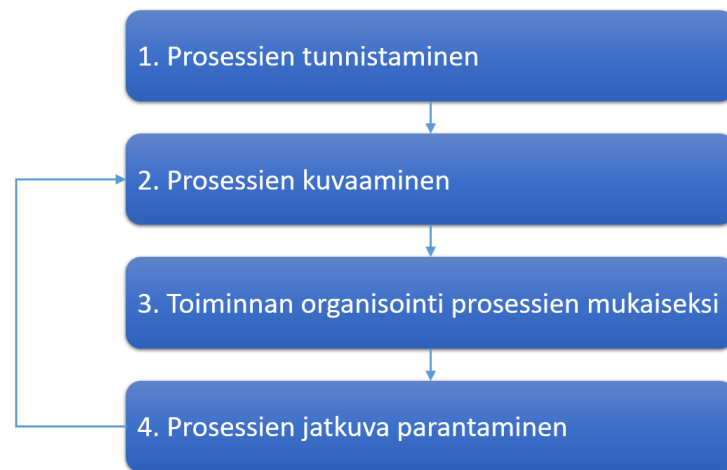 1. Prosessien tunnistaminen
2. Prosessien kuvaaminen
3. Toiminnan organisointi prosessien mukaiseksi
4. Prosessien jatkuva parantaminen